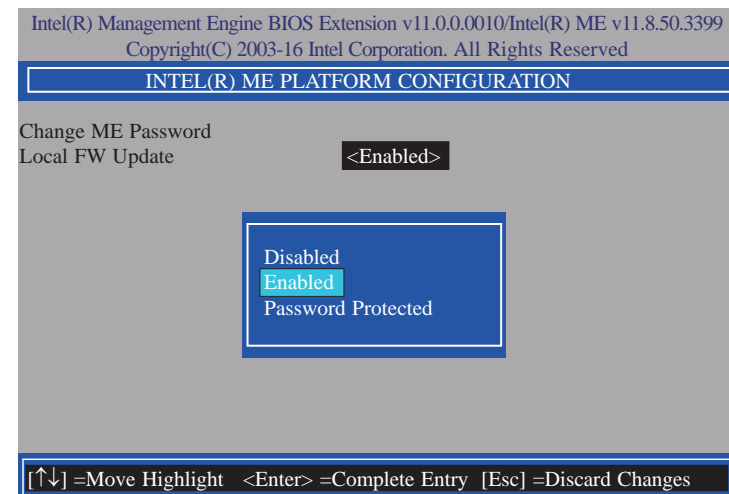 Intel(R) Management Engine BIOS Extension v11.0.0.0010/Intel(R) ME v11.8.50.3399
Copyright(C) 2003-16 Intel Corporation. All Rights Reserved
INTEL(R) ME PLATFORM CONFIGURATION
Change ME Password
Local FW Update <Enabled>
Disabled
Enabled
Password Protected
[↑↓] =Move Highlight <Enter> =Complete Entry [Esc] =Discard Changes